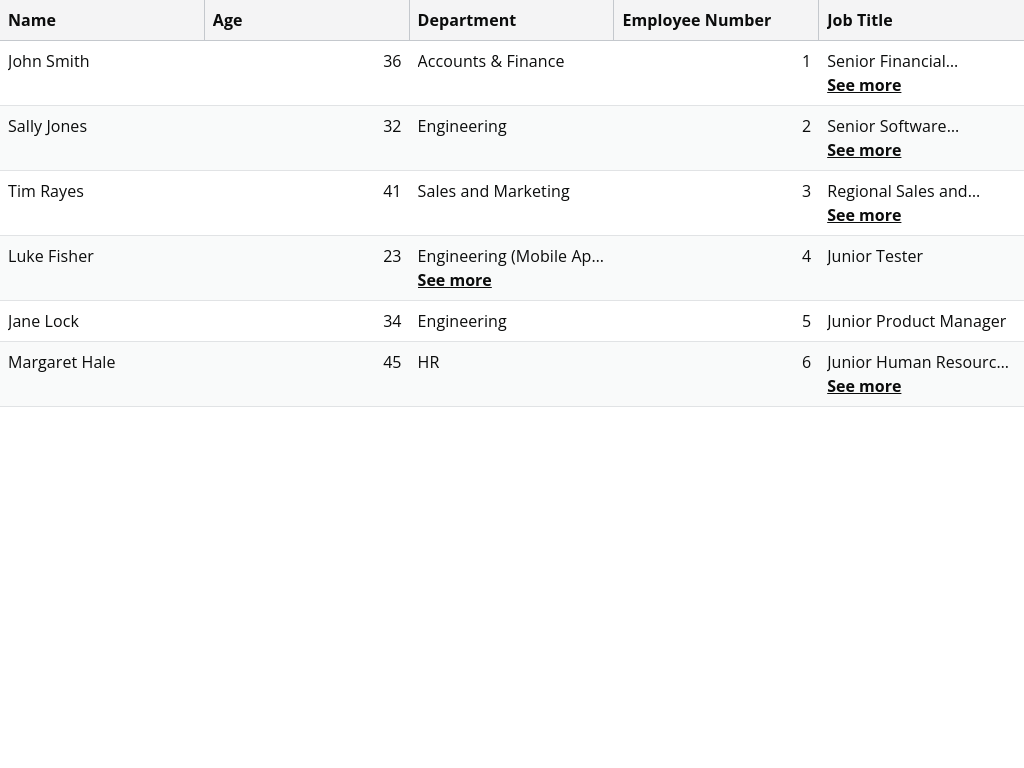 Name Age Department Employee Number Job Title
John Smith 36 Accounts & Finance 1 Senior Financial...
See more
Sally Jones 32 Engineering 2 Senior Software...
See more
Tim Rayes 41 Sales and Marketing 3 Regional Sales and...
See more
Luke Fisher 23 Engineering (Mobile Ap... 4 Junior Tester
See more
Jane Lock 34 Engineering 5 Junior Product Manager
Margaret Hale 45 HR 6 Junior Human Resourc...
See more